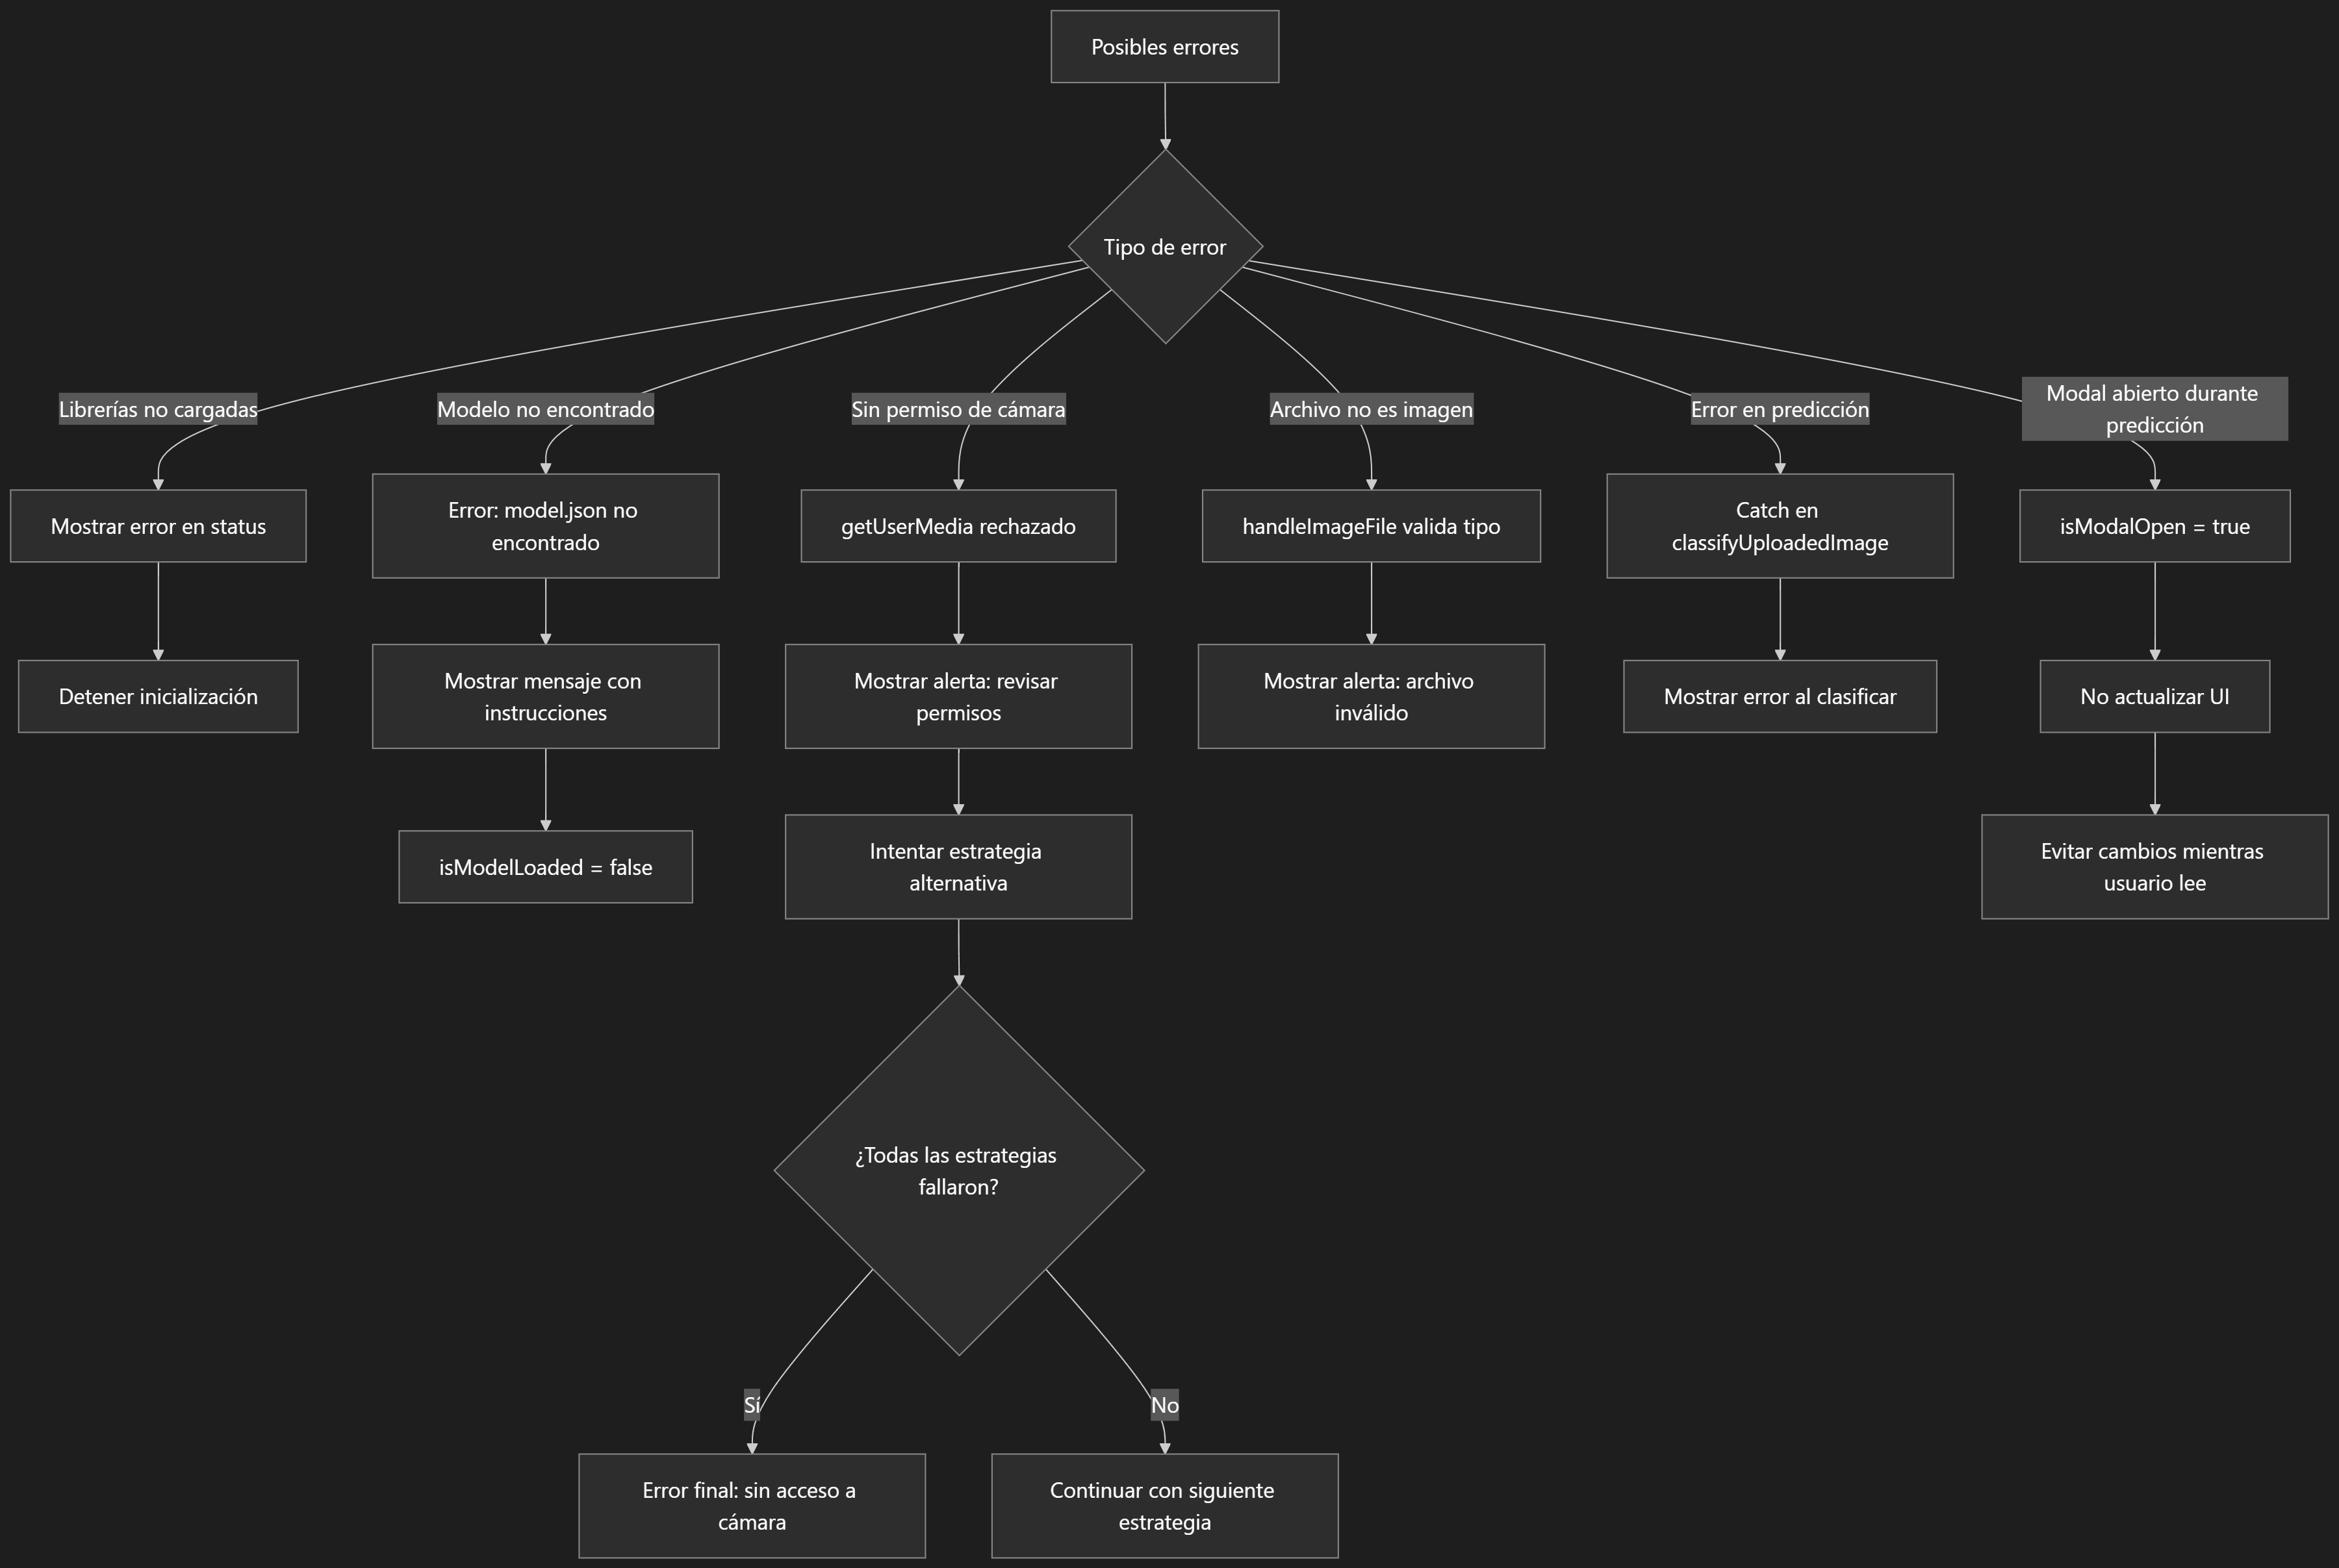 Posibles errores
Tipo de error
Librerías no cargadas
Modelo no encontrado
Sin permiso de cámara
Archivo no es imagen
Error en predicción
Modal abierto durante
predicción
Mostrar error en status
Error: model.json no
encontrado
getUserMedia rechazado
handleImageFile valida tipo
Catch en
classifyUploadedImage
isModalOpen = true
Detener inicialización
Mostrar mensaje con
instrucciones
Mostrar alerta: revisar
permisos
Mostrar alerta: archivo
inválido
Mostrar error al clasificar
No actualizar UI
isModelLoaded = false
Intentar estrategia
alternativa
Evitar cambios mientras
usuario lee
¿Todas las estrategias
fallaron?
Sí
No
Error final: sin acceso a
cámara
Continuar con siguiente
estrategia